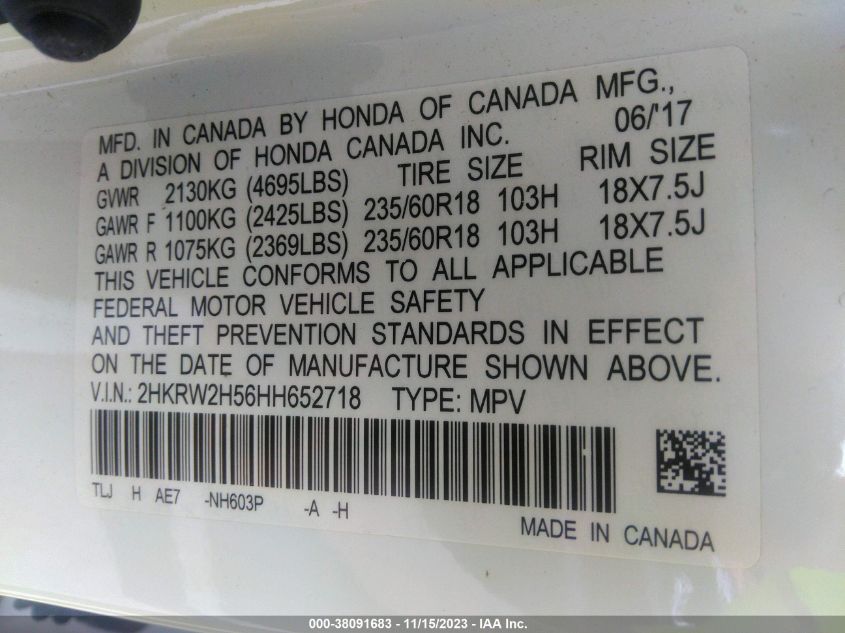 MFD. IN CANADA BY HONDA OF CANADA MFG.,
A DIVISION OF HONDA CANADA INC. 06/'17
GVWR 2130KG (4695LBS) TIRE SIZE RIM SIZE
GAWR F 1100KG (2425LBS) 235/60R18 103H 18X7.5J
GAWR R 1075KG (2369LBS) 235/60R18 103H 18X7.5J
THIS VEHICLE CONFORMS TO ALL APPLICABLE
FEDERAL MOTOR VEHICLE SAFETY
AND THEFT PREVENTION STANDARDS IN EFFECT
ON THE DATE OF MANUFACTURE SHOWN ABOVE.
V.I.N.: 2HKRW2H56HH652718 TYPE: MPV
TLJ H AE7 -NH603P -A -H
MADE IN CANADA
000-38091683 - 11/15/2023 - IAA Inc.